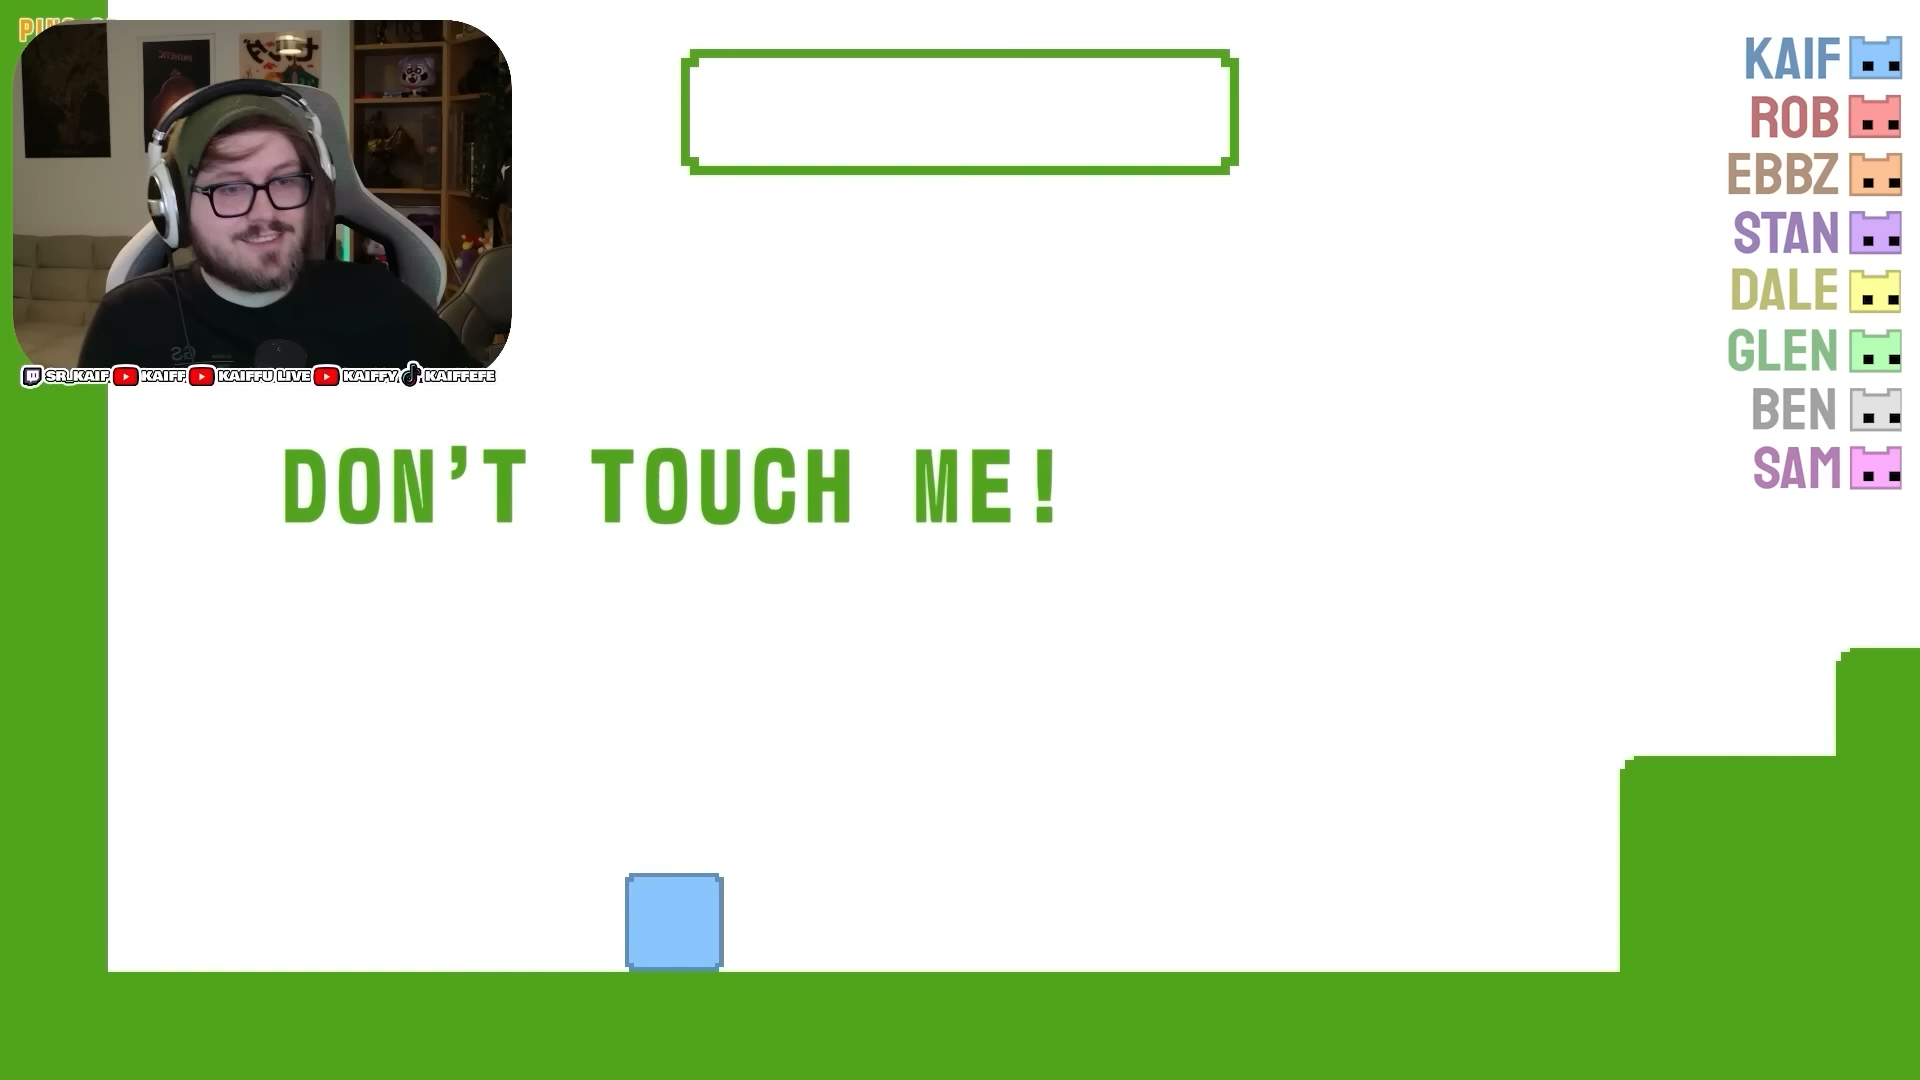 KAIF
ROB
EBBZ
STAN
DALE
GLEN
BEN
SAM
SR_KAIF KAIFF KAIFFU LIVE KAIFFY KAIFFEFE
DON'T TOUCH ME!